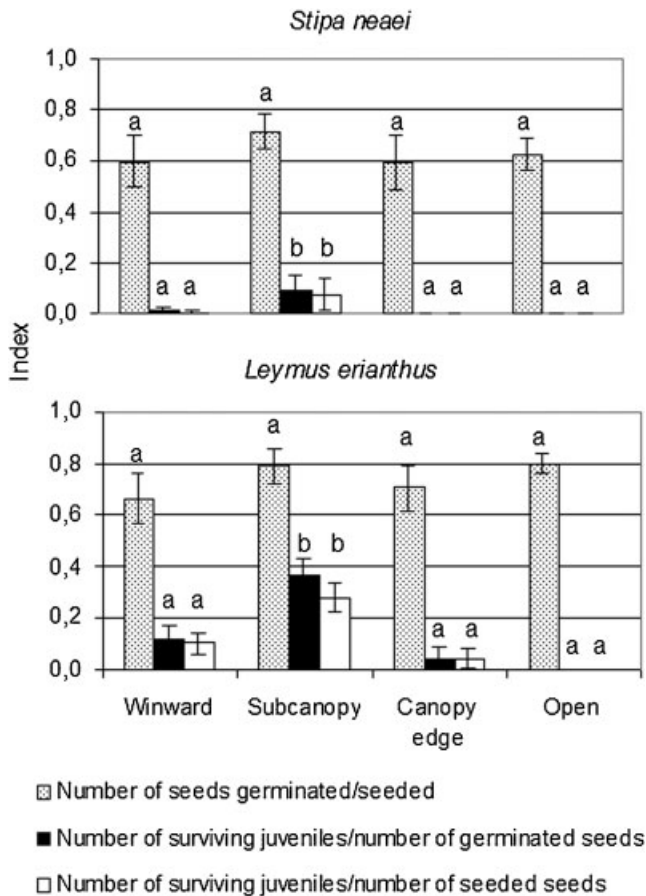 Stipa neaei
1,0
a
0,8
a
a
a
0,6
0,4
b b
0,2
a a
a a
a a
0,0
Index
Leymus erianthus
1,0
a
a
a
a
0,8
0,6
b b
0,4
a a
0,2
a a
a a
0,0
Winward Subcanopy Canopy edge Open
Number of seeds germinated/seeded
Number of surviving juveniles/number of germinated seeds
Number of surviving juveniles/number of seeded seeds